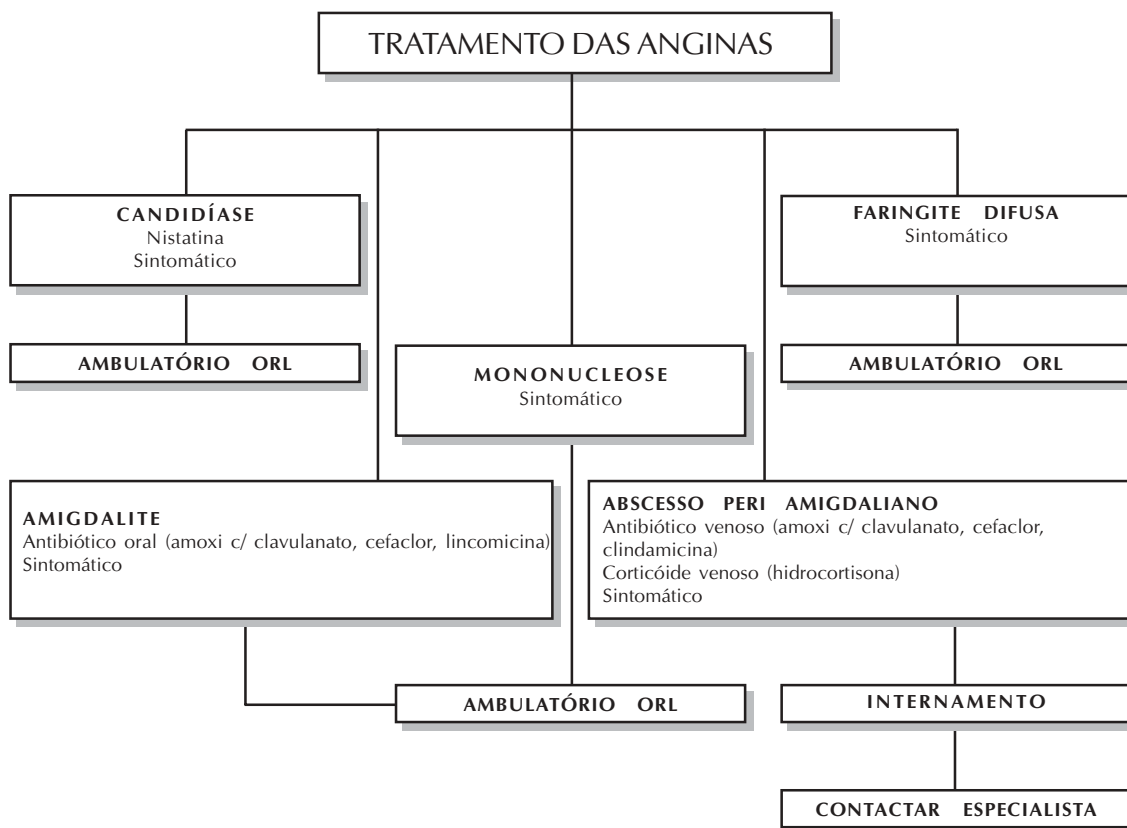 TRATAMENTO DAS ANGINAS
CANDIDÍASE
Nistatina
Sintomático
FARINGITE DIFUSA
Sintomático
AMBULATÓRIO ORL
MONONUCLEOSE
Sintomático
AMBULATÓRIO ORL
AMIGDALITE
Antibiótico oral (amoxi c/ clavulanato, cefaclor, lincomicina)
Sintomático
ABSCESSO PERI AMIGDALIANO
Antibiótico venoso (amoxi c/ clavulanato, cefaclor,
clindamicina)
Corticóide venoso (hidrocortisona)
Sintomático
AMBULATÓRIO ORL
INTERNAMENTO
CONTACTAR ESPECIALISTA